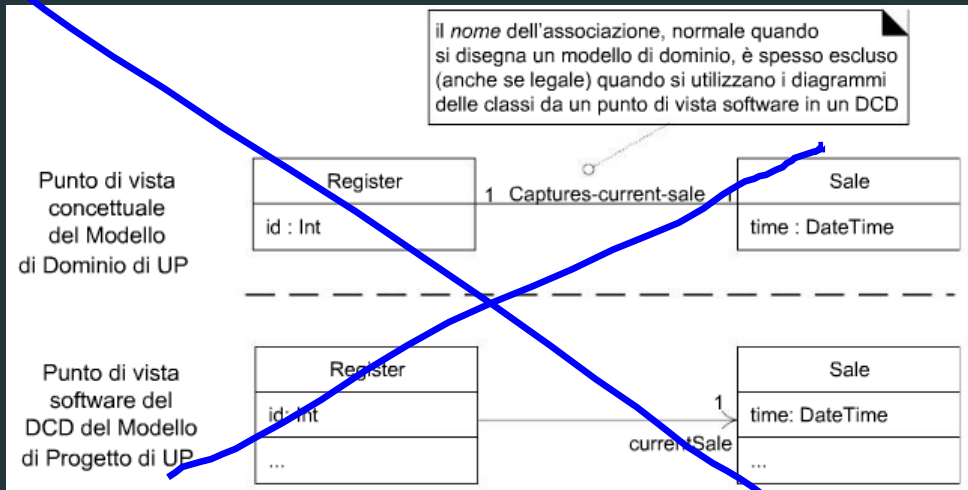 il nome dell'associazione, normale quando
si disegna un modello di dominio, è spesso escluso
(anche se legale) quando si utilizzano i diagrammi
delle classi da un punto di vista software in un DCD
Punto di vista
concettuale
del Modello
di Dominio di UP
Register
id : Int
1 Captures-current-sale 1
Sale
time : DateTime
Punto di vista
software del
DCD del Modello
di Progetto di UP
Register
id: Int
...
1
currentSale
Sale
time: DateTime
...